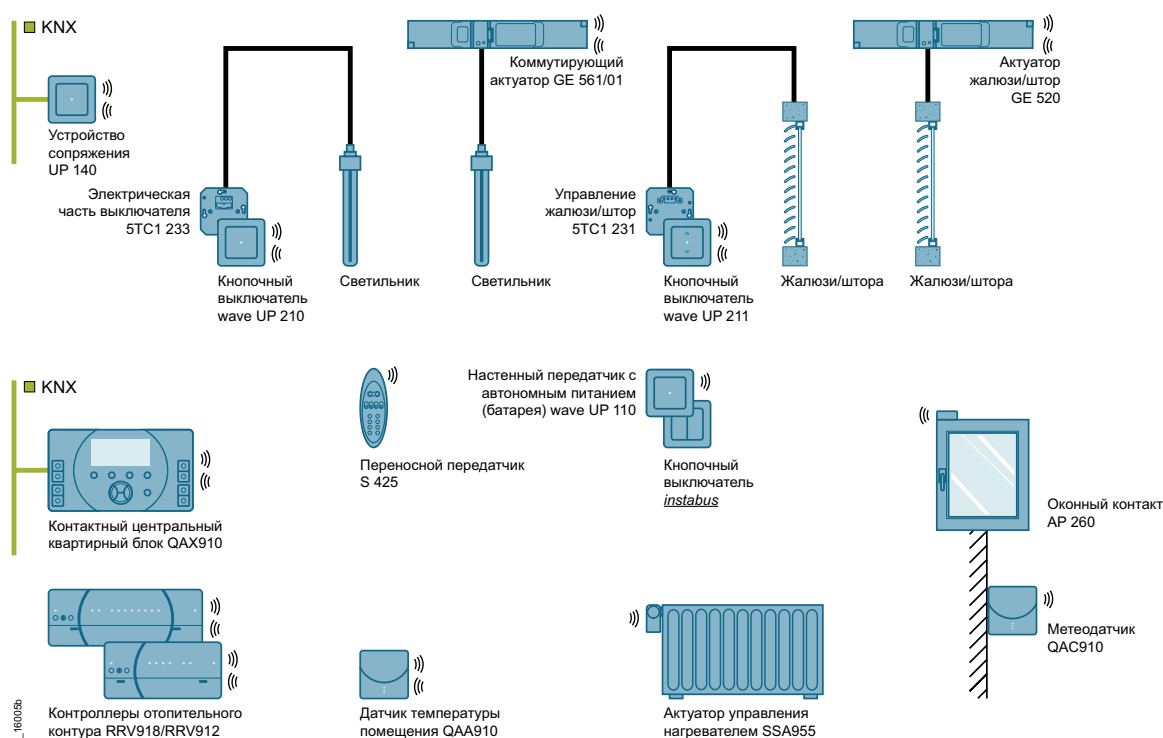 KNX
Устройство
сопряжения
UP 140
Электрическая
часть выключателя
5TC1 233
Кнопочный
выключатель
wave UP 210
Светильник
Коммутирующий
актуатор GE 561/01
Светильник
Управление
жалюзи/штор
5TC1 231
Кнопочный
выключатель
wave UP 211
Жалюзи/штора
Актуатор
жалюзи/штор
GE 520
Жалюзи/штора
KNX
Контактный центральный
квартирный блок QAX910
Переносной передатчик
S 425
Настенный передатчик с
автономным питанием
(батарея) wave UP 110
Кнопочный
выключатель
instabus
Оконный контакт
AP 260
Метеодатчик
QAC910
Контроллеры отопительного
контура RRV918/RRV912
Датчик температуры
помещения QAA910
Актуатор управления
нагревателем SSA955
_16005b